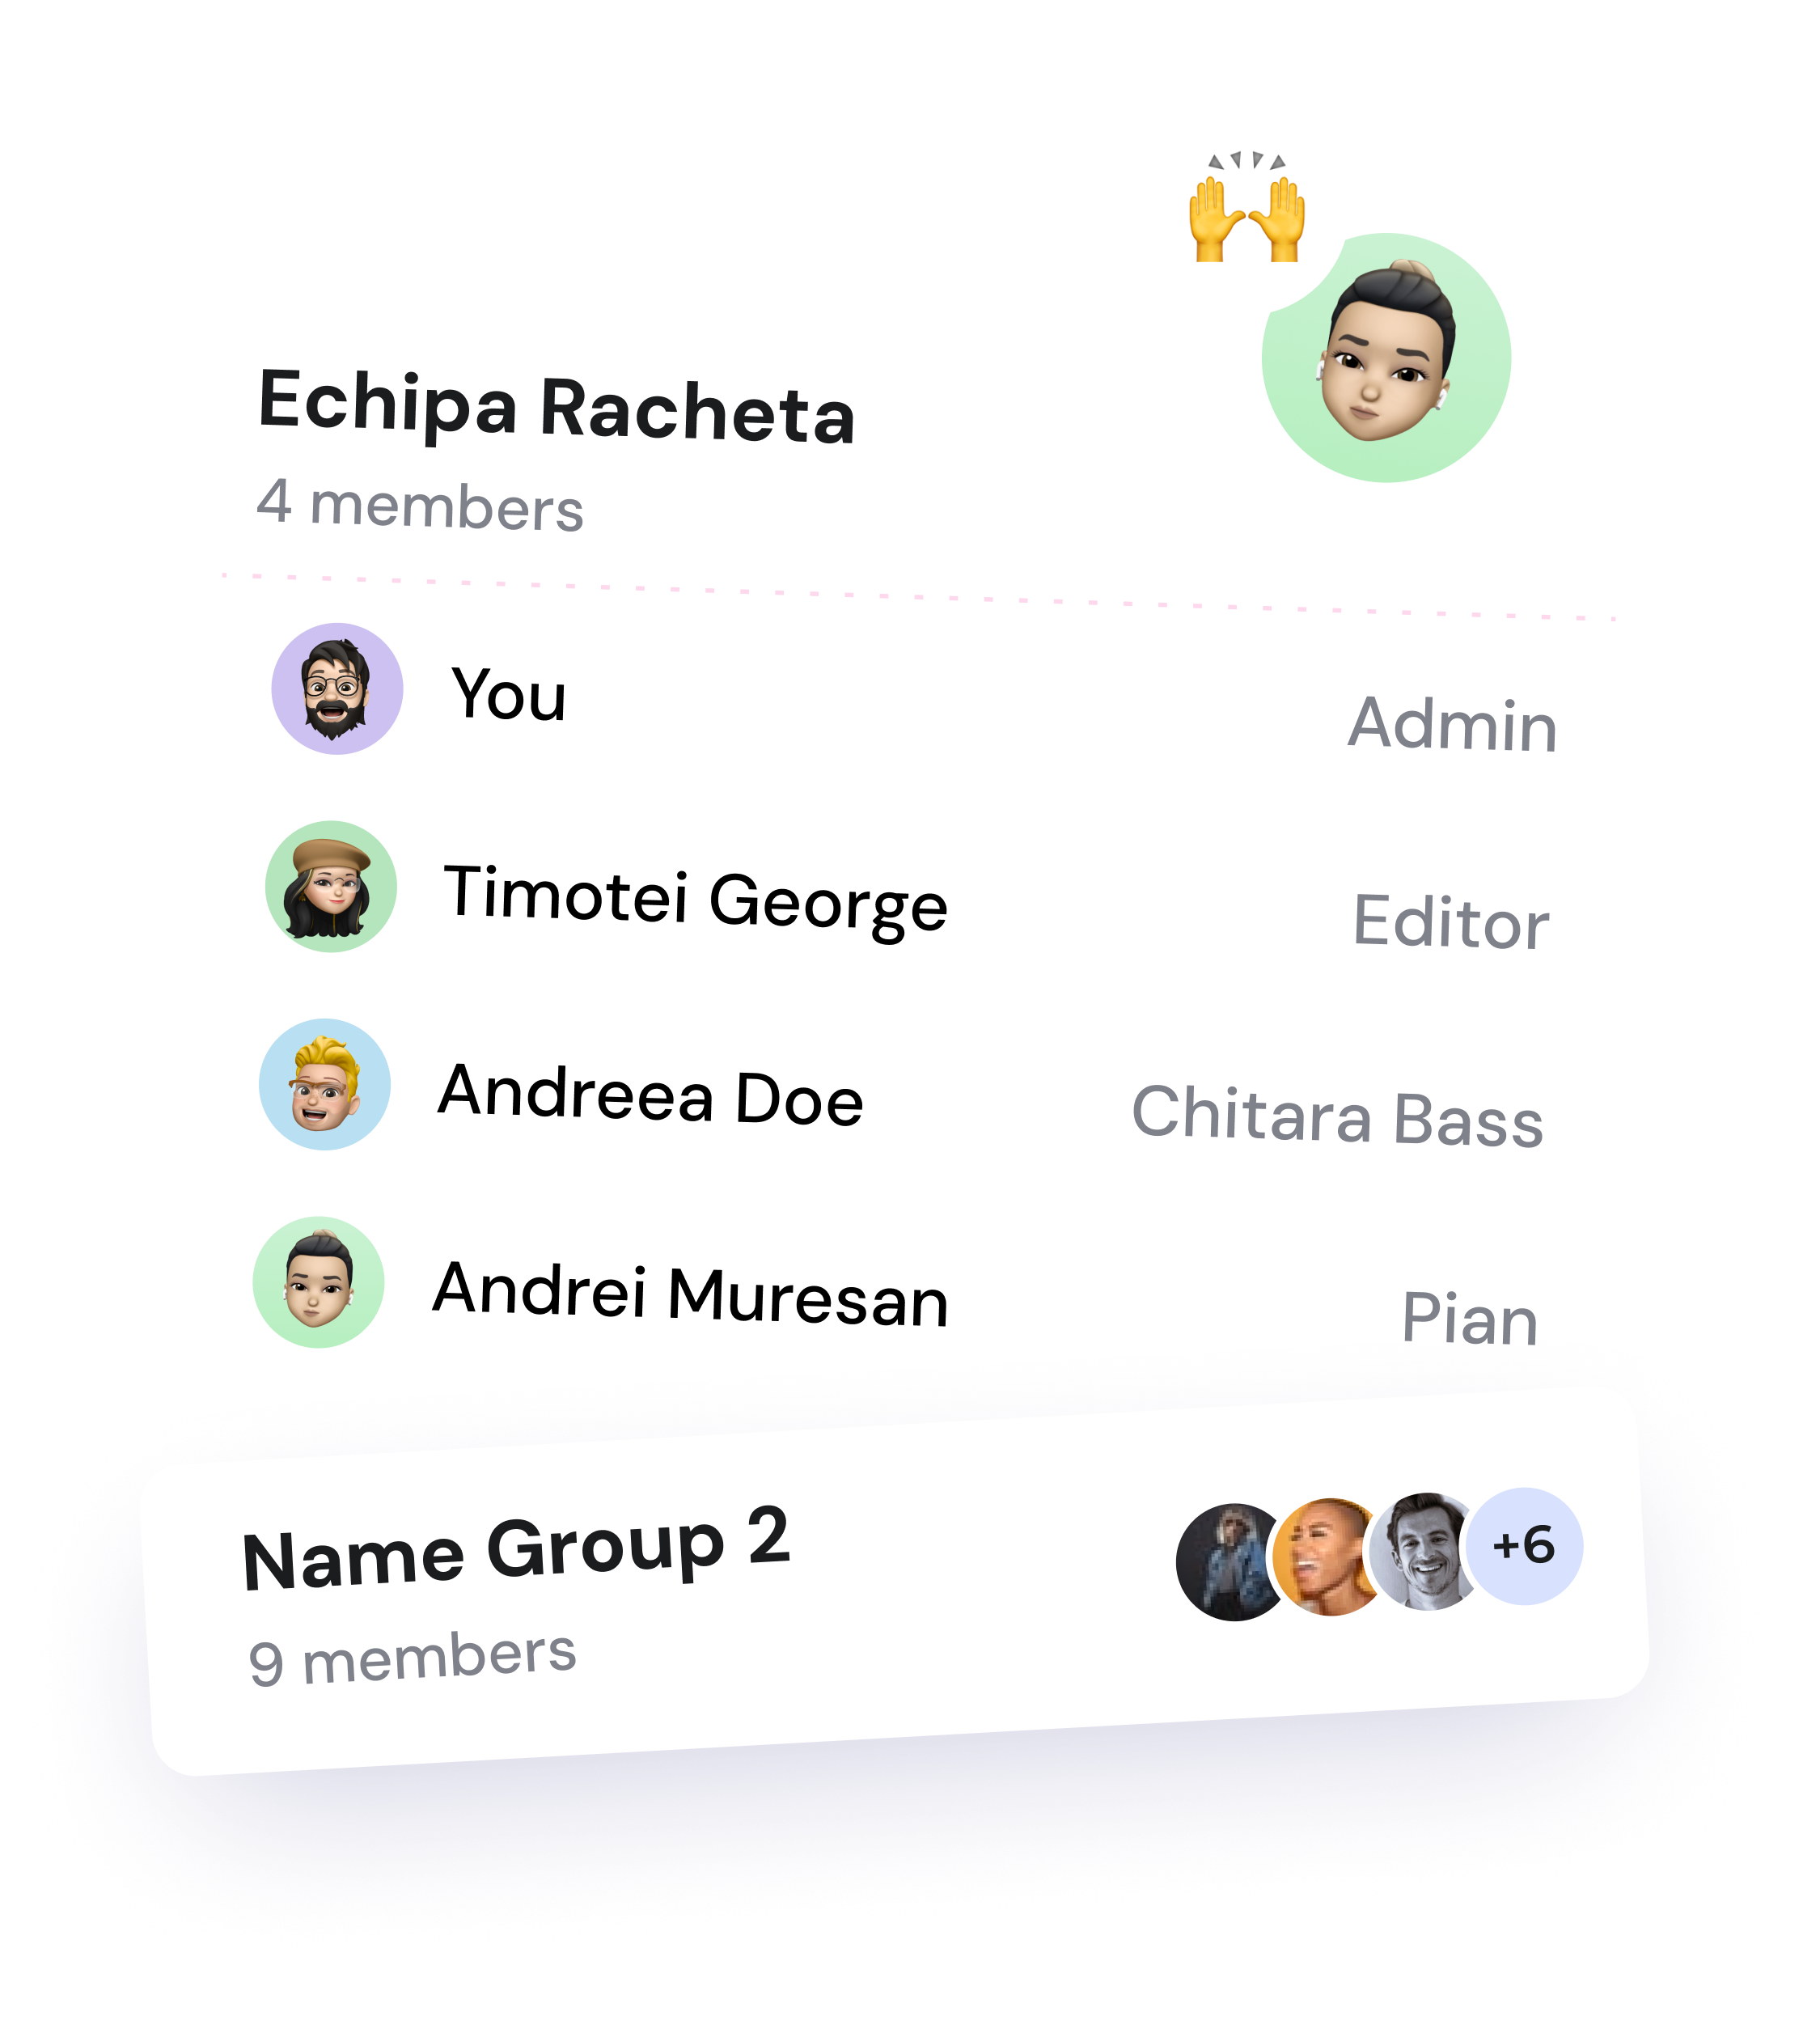 Echipa Racheta
4 members
You
Admin
Timotei George
Editor
Andreea Doe
Chitara Bass
Andrei Muresan
Pian
Name Group 2
+6
9 members